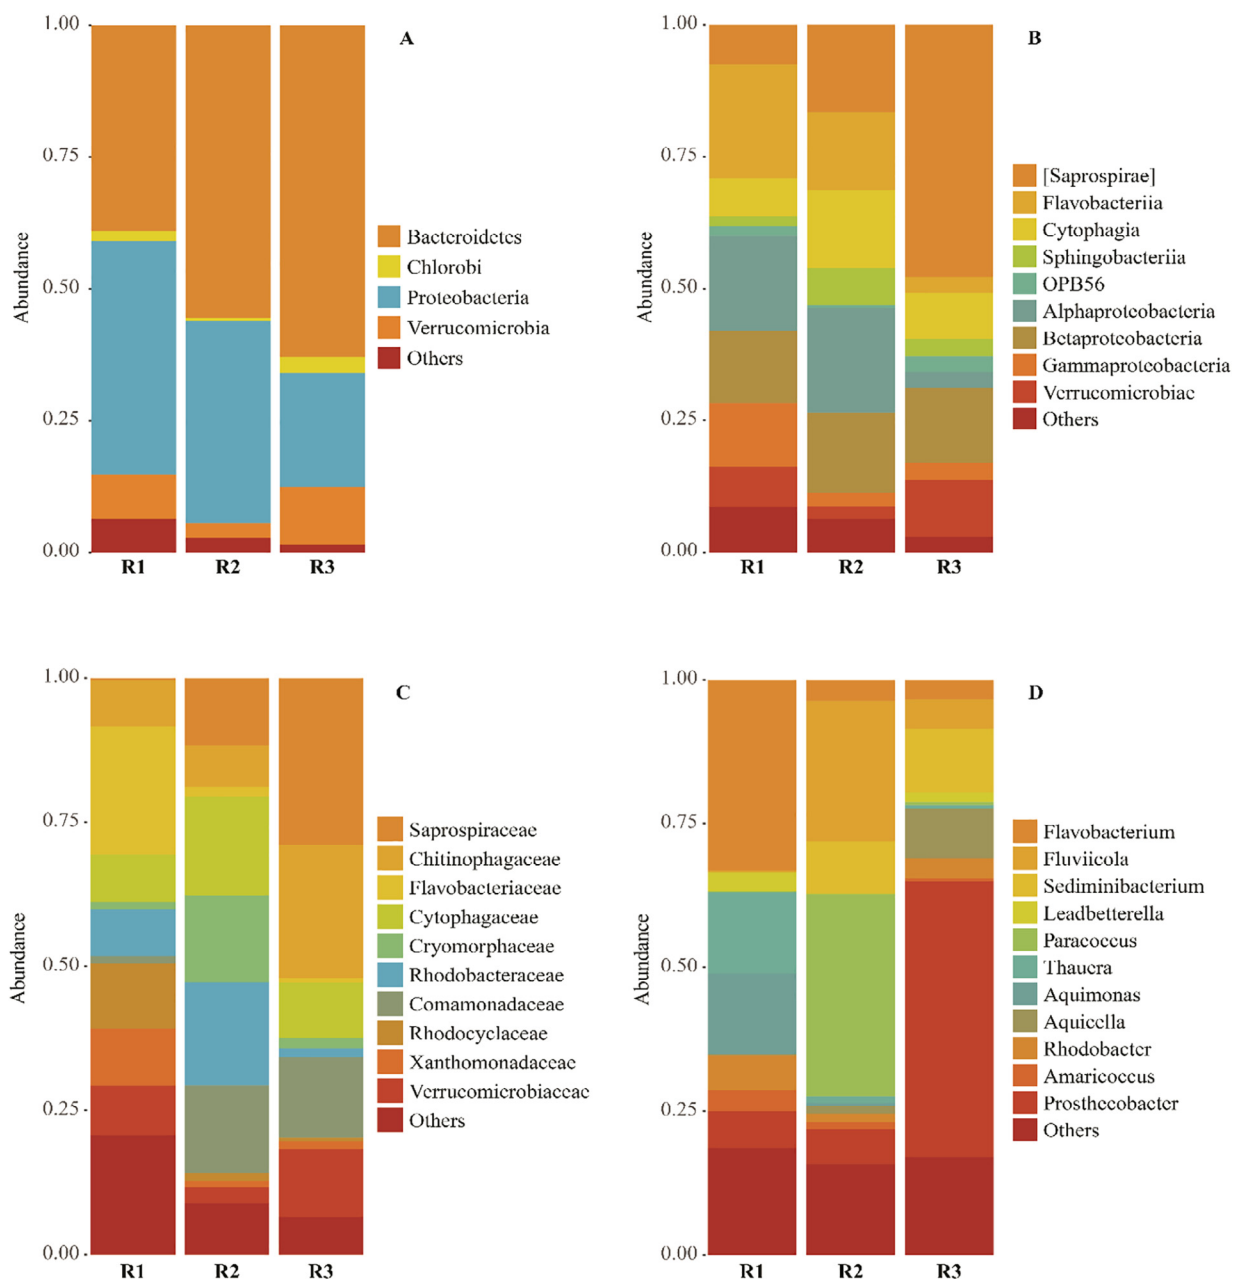 A
1.00
0.75
0.50
0.25
0.00
Abundance
R1
R2
R3
Bacteroidetes
Chlorobi
Proteobacteria
Verrucomicrobia
Others
B
1.00
0.75
0.50
0.25
0.00
Abundance
R1
R2
R3
[Saprospirae]
Flavobacteriia
Cytophagia
Sphingobacteriia
OPB56
Alphaproteobacteria
Betaproteobacteria
Gammaproteobacteria
Verrucomicrobiae
Others
C
1.00
0.75
0.50
0.25
0.00
Abundance
R1
R2
R3
Saprospiraceae
Chitinophagaceae
Flavobacteriaceae
Cytophagaceae
Cryomorphaceae
Rhodobacteraceae
Comamonadaceae
Rhodocyclaceae
Xanthomonadaceae
Verrucomicrobiaceae
Others
D
1.00
0.75
0.50
0.25
0.00
Abundance
R1
R2
R3
Flavobacterium
Fluviicola
Sediminibacterium
Leadbetterella
Paracoccus
Thauera
Aquimonas
Aquicella
Rhodobacter
Amaricoccus
Prosthecobacter
Others